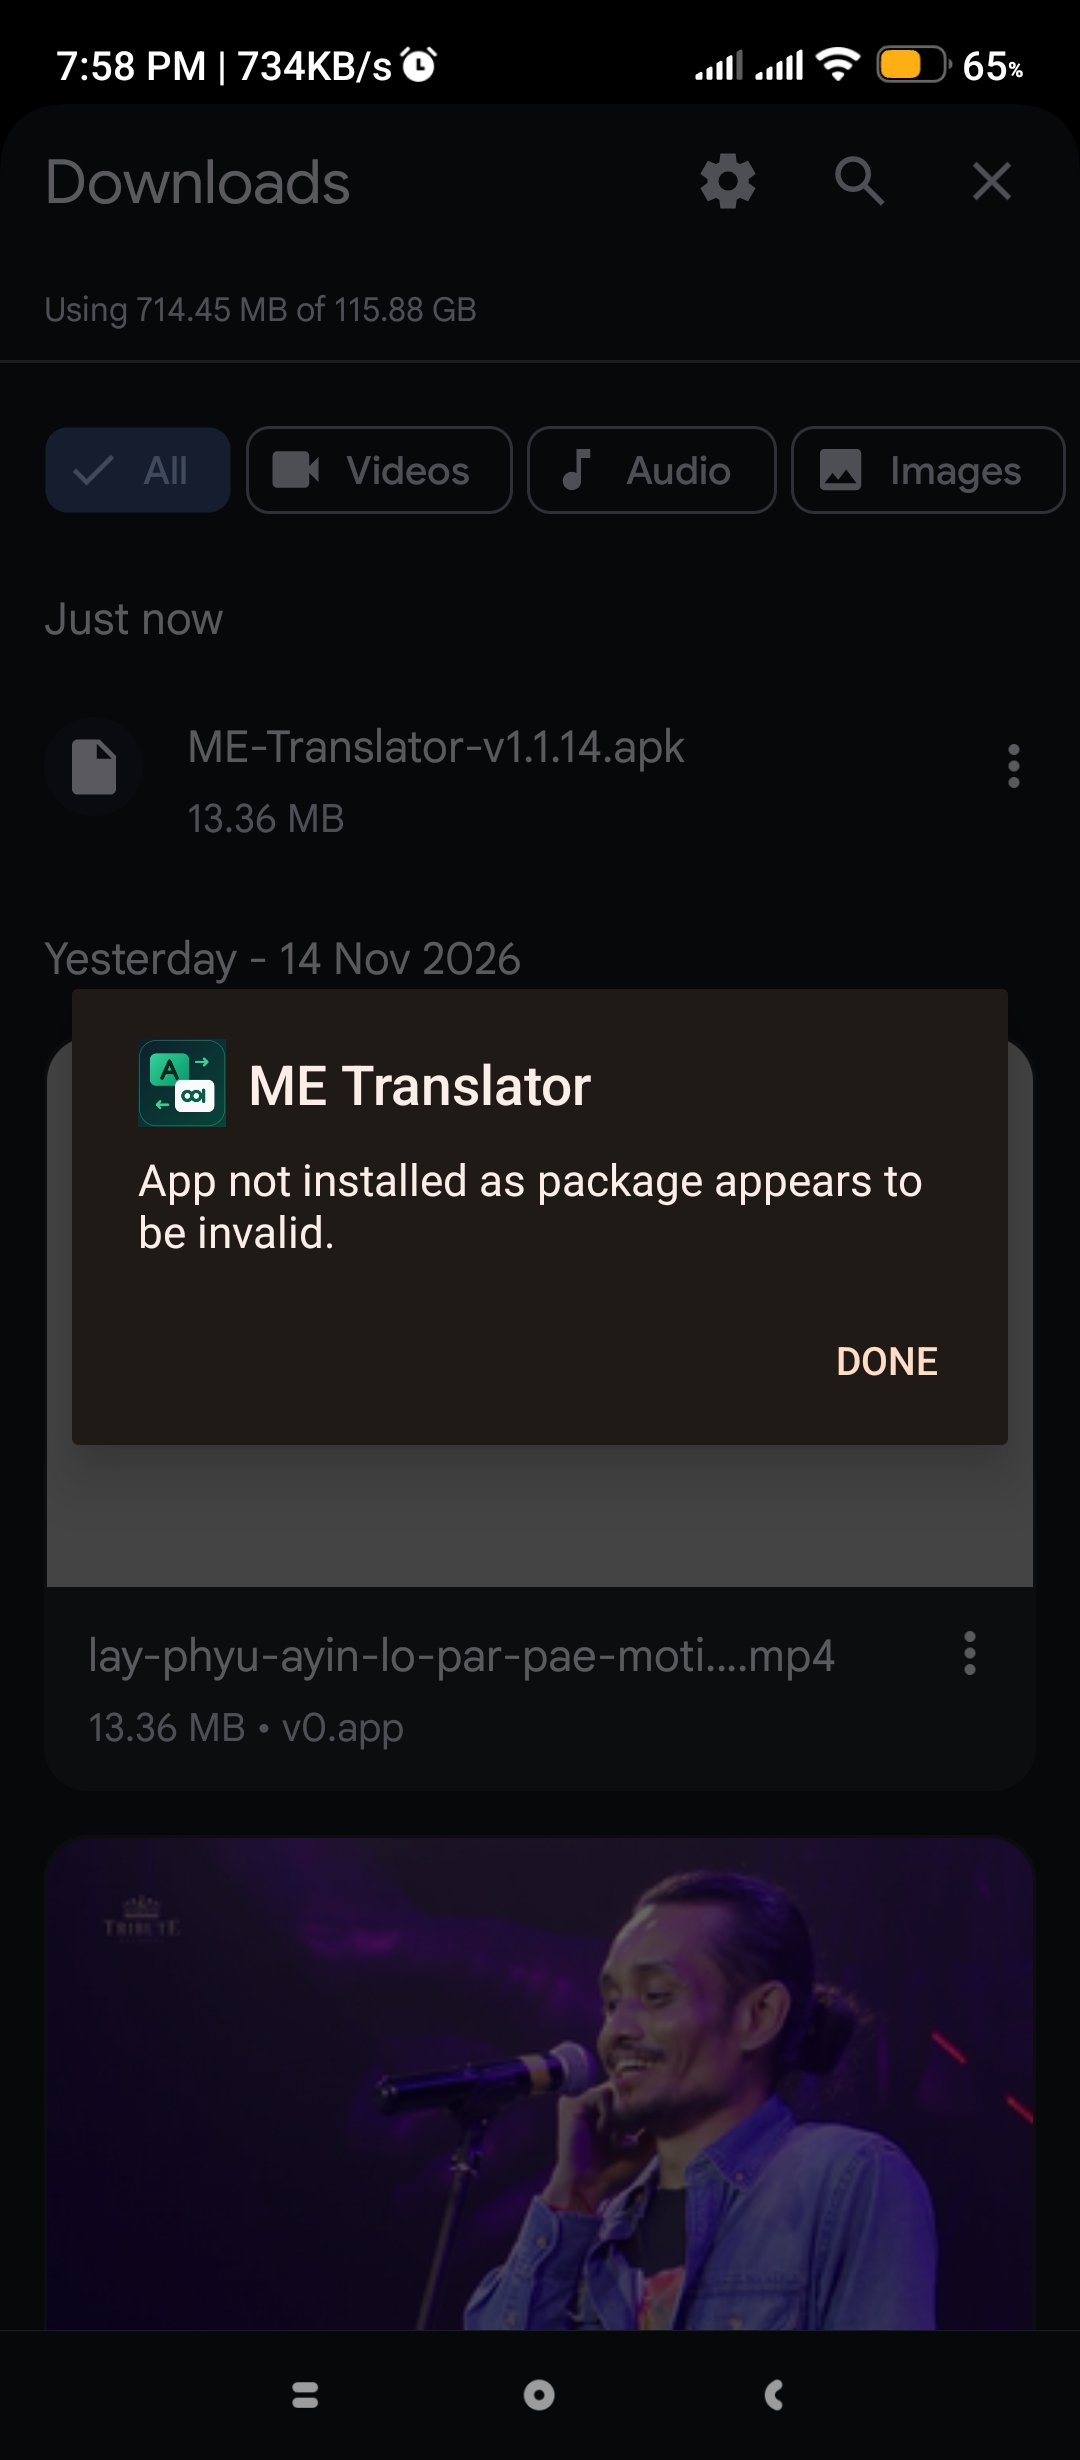 7:58 PM | 734KB/s
65%
Downloads
Using 714.45 MB of 115.88 GB
All
Videos
Audio
Images
Just now
ME-Translator-v1.1.14.apk
13.36 MB
Yesterday - 14 Nov 2026
A
ME Translator
App not installed as package appears to
be invalid.
DONE
lay-phyu-ayin-lo-par-pae-moti....mp4
13.36 MB • v0.app
TRIBUTE